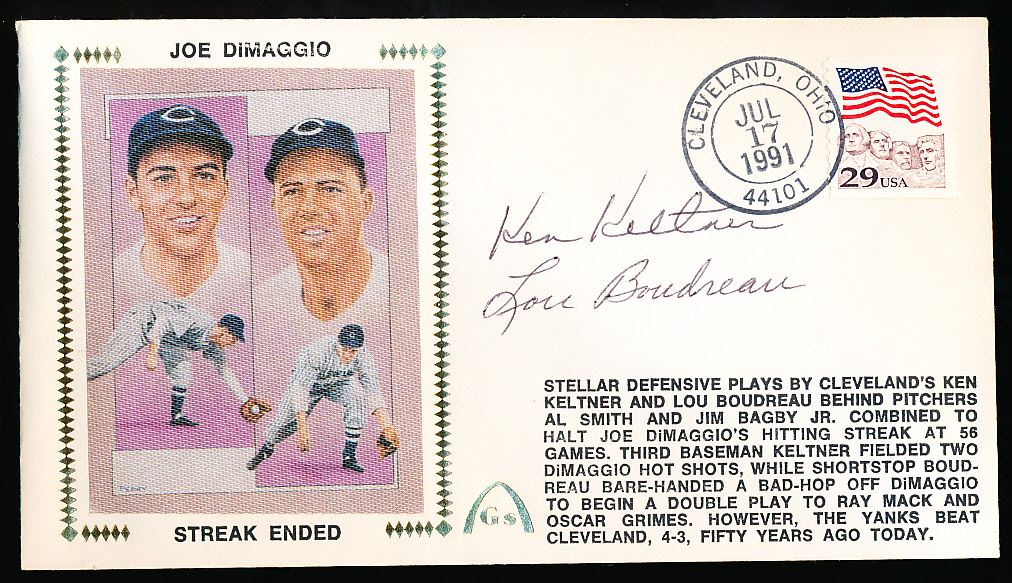 JOE DiMAGGIO
STREAK ENDED
CLEVELAND, OHIO
JUL
17
1991
44101
29 USA
Ken Keltner
Lou Boudreau
STELLAR DEFENSIVE PLAYS BY CLEVELAND'S KEN
KELTNER AND LOU BOUDREAU BEHIND PITCHERS
AL SMITH AND JIM BAGBY JR. COMBINED TO
HALT JOE DiMAGGIO'S HITTING STREAK AT 56
GAMES. THIRD BASEMAN KELTNER FIELDED TWO
DiMAGGIO HOT SHOTS, WHILE SHORTSTOP BOUD-
REAU BARE-HANDED A BAD-HOP OFF DiMAGGIO
TO BEGIN A DOUBLE PLAY TO RAY MACK AND
OSCAR GRIMES. HOWEVER, THE YANKS BEAT
CLEVELAND, 4-3, FIFTY YEARS AGO TODAY.
Gs